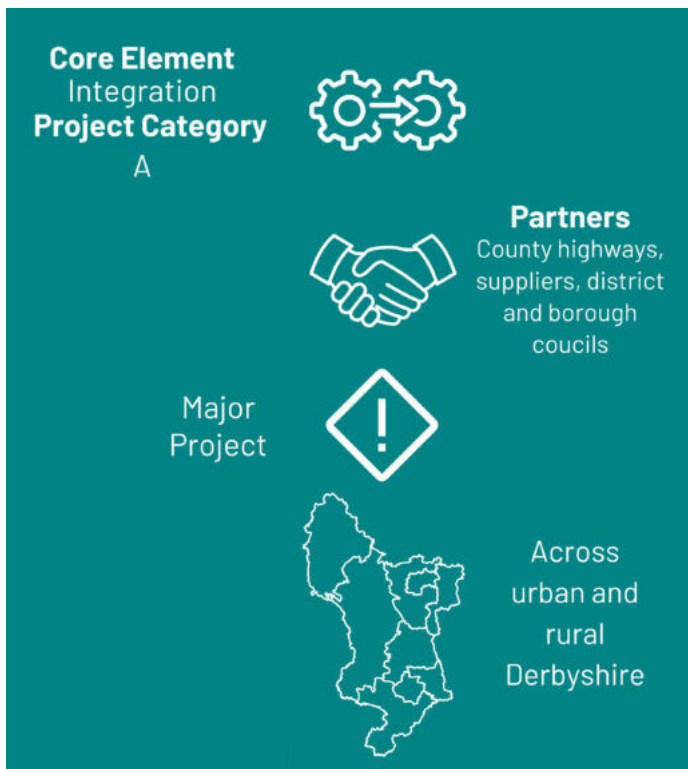 Core Element
Integration
Project Category
A
Partners
County highways,
suppliers, district
and borough
coucils
Major
Project
!
Across
urban and
rural
Derbyshire